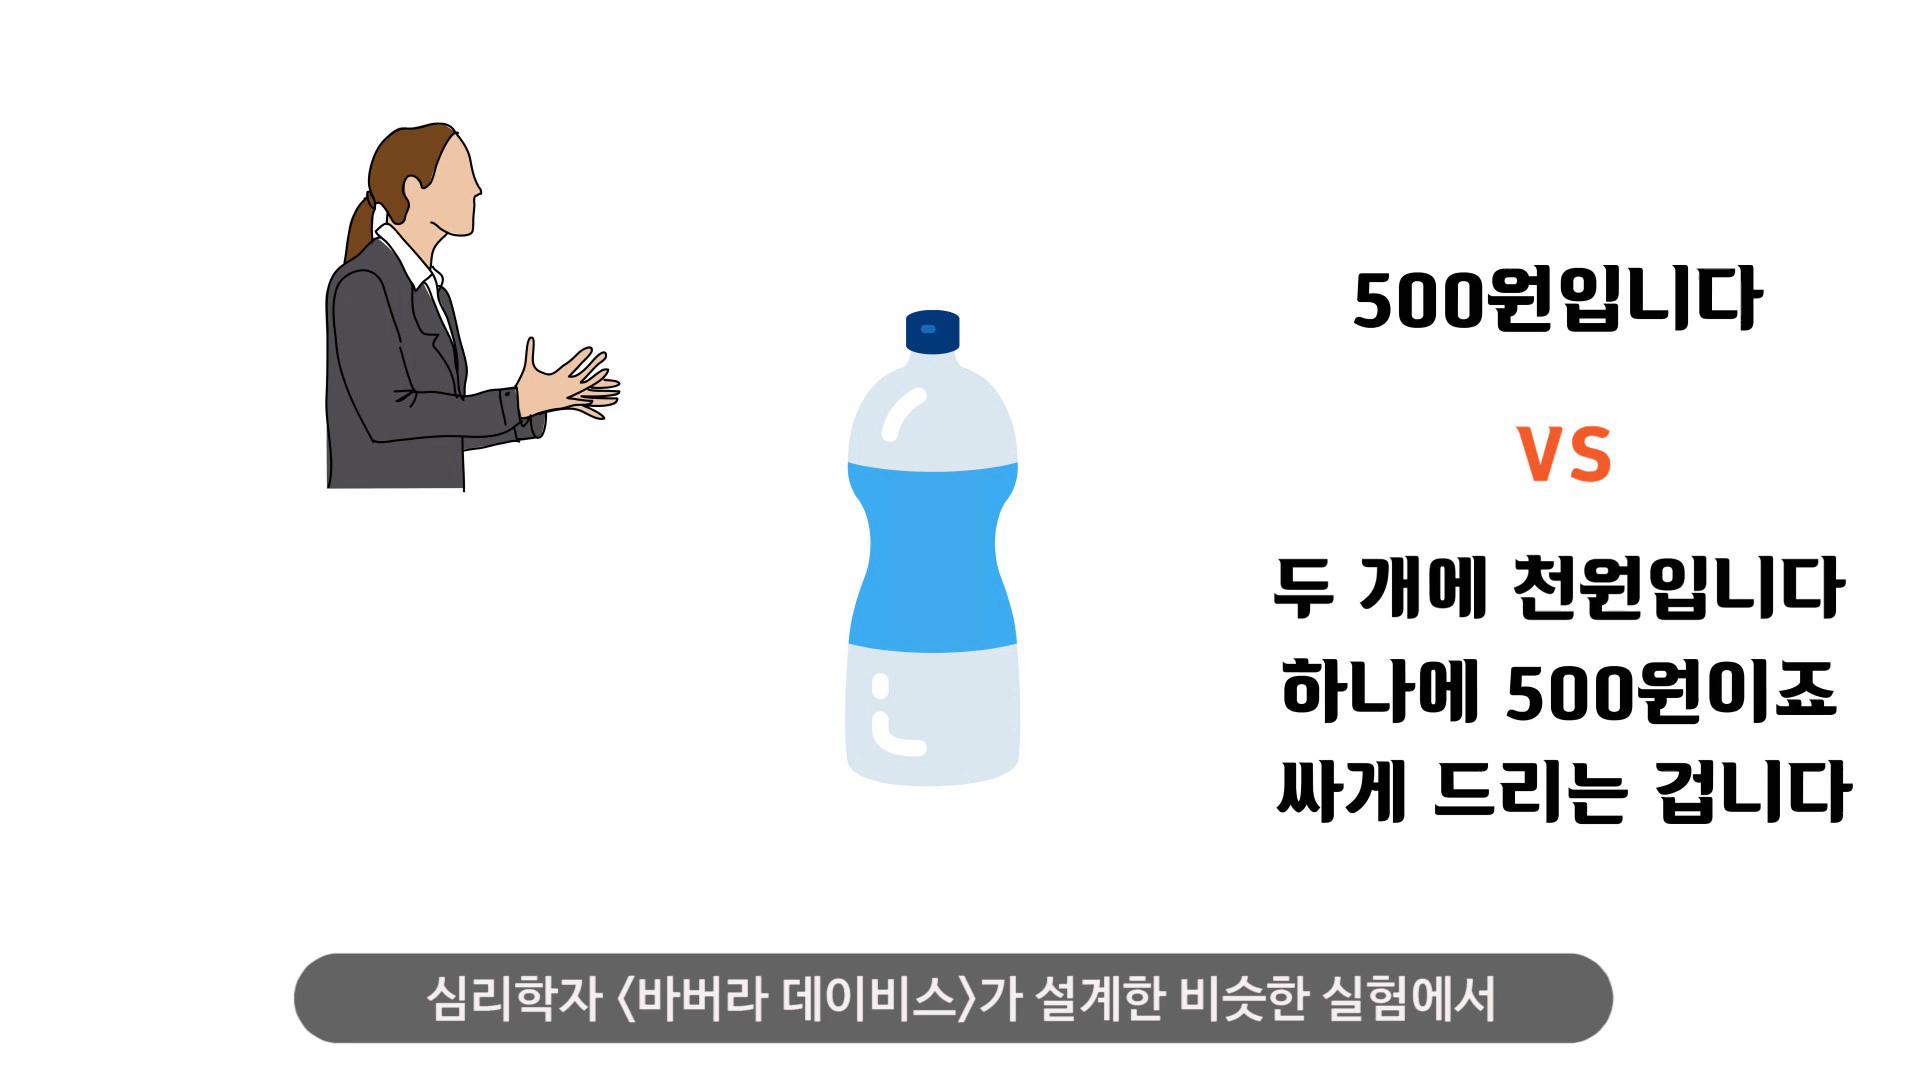 500원입니다
VS
두 개에 천원입니다
하나에 500원이죠
싸게 드리는 겁니다
심리학자 <바버라 데이비스>가 설계한 비슷한 실험에서